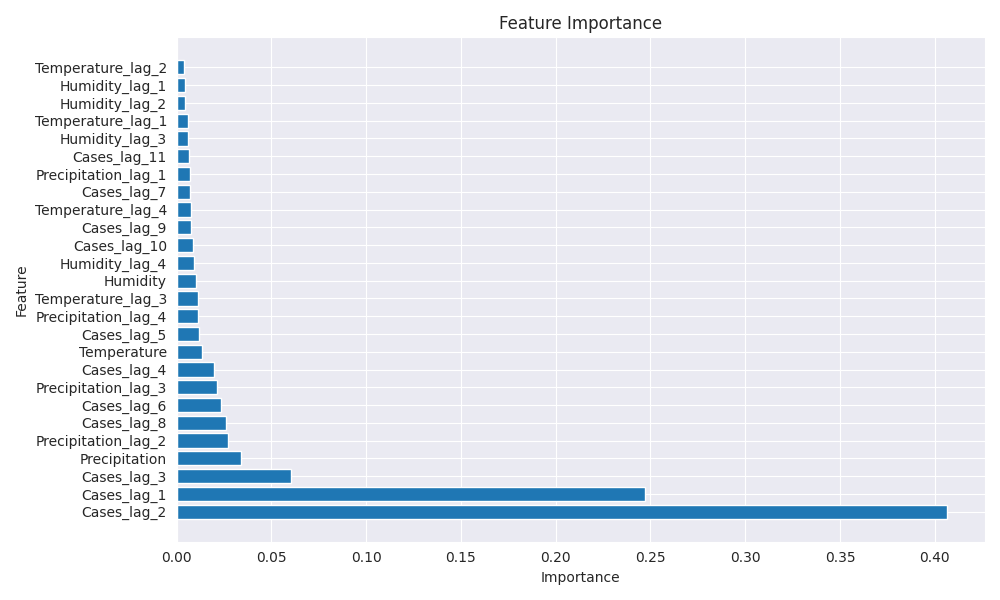 Feature Importance
Temperature_lag_2
Humidity_lag_1
Humidity_lag_2
Temperature_lag_1
Humidity_lag_3
Cases_lag_11
Precipitation_lag_1
Cases_lag_7
Temperature_lag_4
Cases_lag_9
Cases_lag_10
Humidity_lag_4
Humidity
Temperature_lag_3
Precipitation_lag_4
Cases_lag_5
Temperature
Cases_lag_4
Precipitation_lag_3
Cases_lag_6
Cases_lag_8
Precipitation_lag_2
Precipitation
Cases_lag_3
Cases_lag_1
Cases_lag_2
Feature
0.00 0.05 0.10 0.15 0.20 0.25 0.30 0.35 0.40
Importance